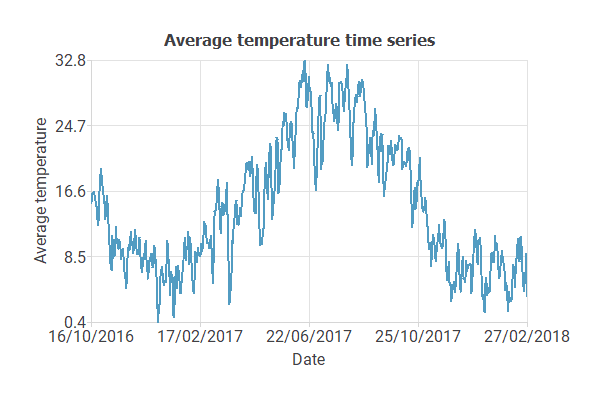 Average temperature time series
32.8
24.7
16.6
8.5
0.4
Average temperature
16/10/2016 17/02/2017 22/06/2017 25/10/2017 27/02/2018
Date